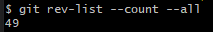 $ git rev-list --count --all
49